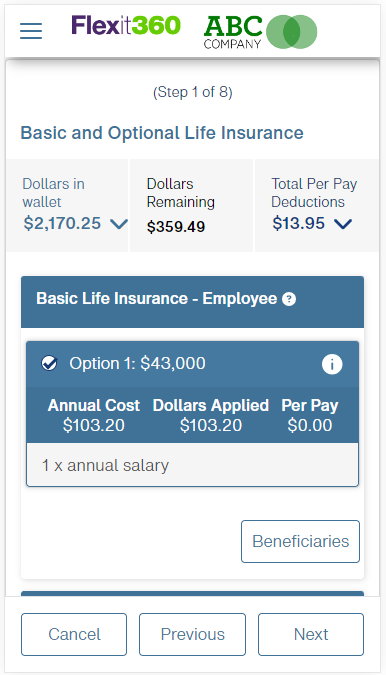 Flexit360
ABC
COMPANY
(Step 1 of 8)
Basic and Optional Life Insurance
Dollars in
wallet
$2,170.25
Dollars
Remaining
$359.49
Total Per Pay
Deductions
$13.95
Basic Life Insurance - Employee ?
Option 1: $43,000 i
Annual Cost Dollars Applied Per Pay
$103.20 $103.20 $0.00
1 x annual salary
Beneficiaries
Cancel Previous Next